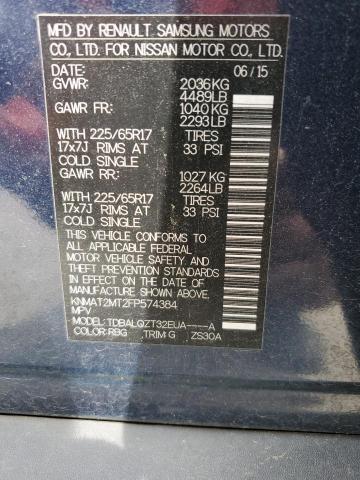 MFD BY RENAULT SAMSUNG MOTORS
CO., LTD. FOR NISSAN MOTOR CO., LTD.
DATE: 06/15
GVWR: 2036KG
4489LB
GAWR FR: 1040 KG
2293LB
WITH 225/65R17 TIRES
17x7J RIMS AT 33 PSI
COLD SINGLE
GAWR RR: 1027 KG
2264LB
WITH 225/65R17 TIRES
17x7J RIMS AT 33 PSI
COLD SINGLE
THIS VEHICLE CONFORMS TO
ALL APPLICABLE FEDERAL
MOTOR VEHICLE SAFETY AND
THEFT PREVENTION STANDARDS
IN EFFECT ON THE DATE OF
MANUFACTURE SHOWN ABOVE.
KNMAT2MT2FP574384
MPV
MODEL:TDBALQZT32EUA----A
COLOR:RBG TRIM:G ZS30A